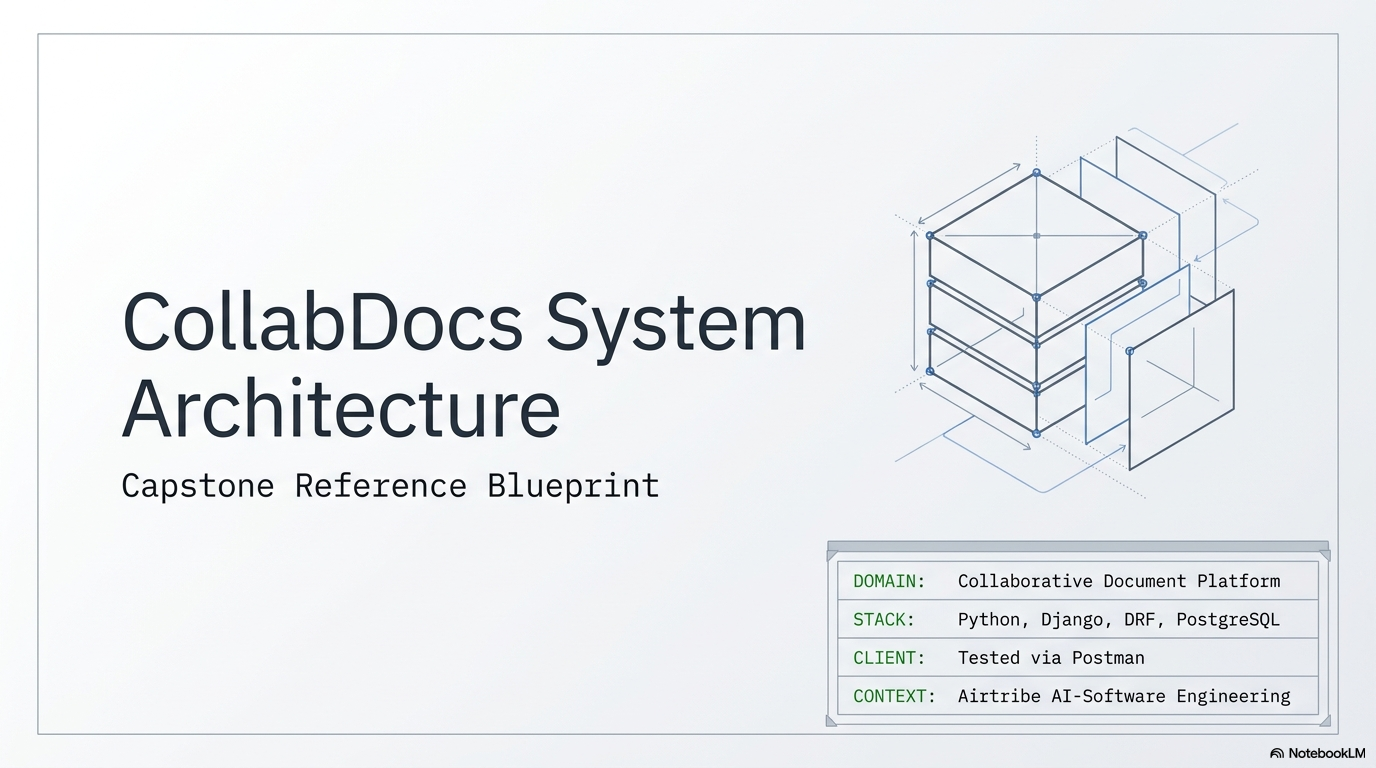 CollabDocs System
Architecture
Capstone Reference Blueprint
DOMAIN: Collaborative Document Platform
STACK: Python, Django, DRF, PostgreSQL
CLIENT: Tested via Postman
CONTEXT: Airtribe AI-Software Engineering
NotebookLM